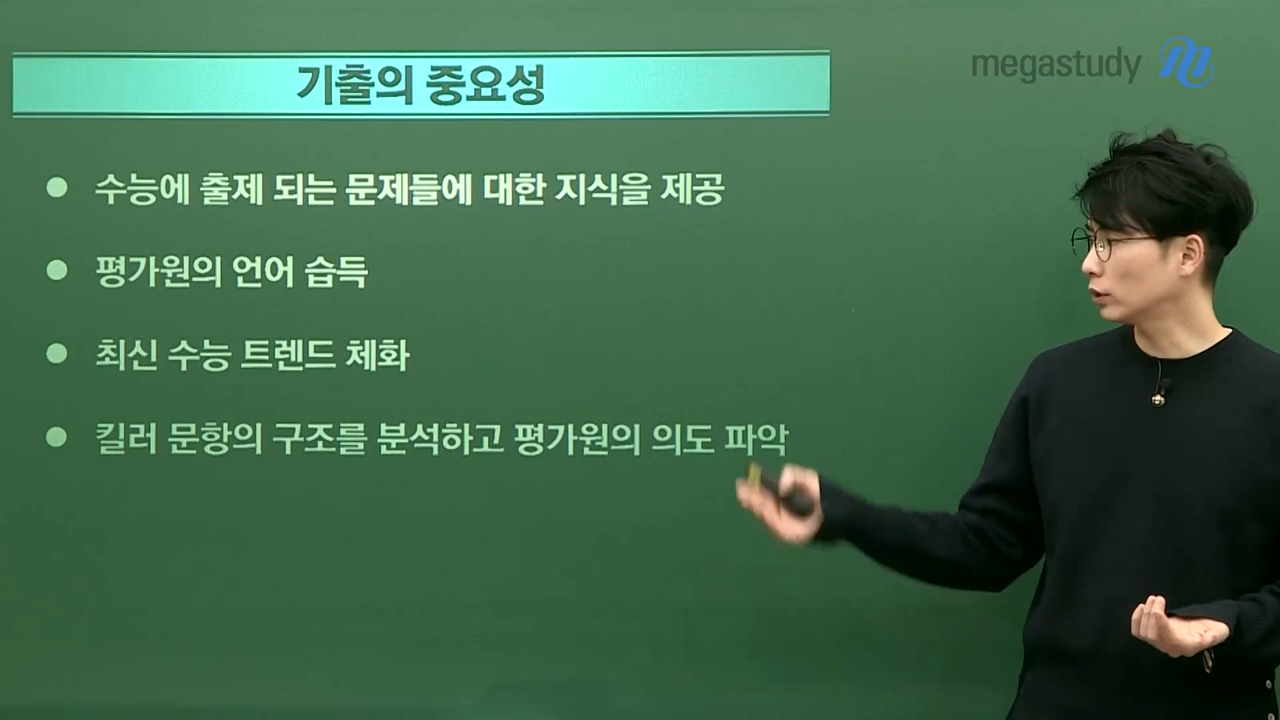 기출의 중요성
megastudy
수능에 출제 되는 문제들에 대한 지식을 제공
평가원의 언어 습득
최신 수능 트렌드 체화
킬러 문항의 구조를 분석하고 평가원의 의도 파악